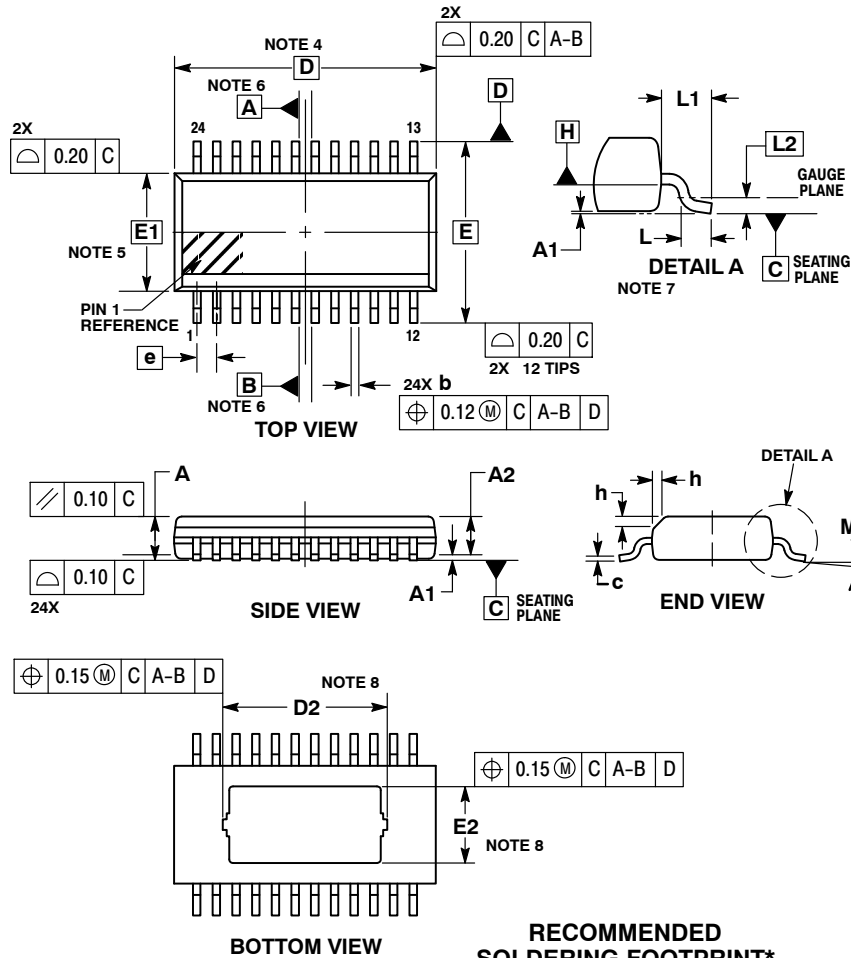 2X
0.20 C A-B
NOTE 4
D
NOTE 6
A
D
24
13
2X
0.20 C
E1
NOTE 5
E
PIN 1
REFERENCE
1
12
e
B
NOTE 6
0.20 C
2X 12 TIPS
24X b
0.12 Ⓜ C A-B D
TOP VIEW
L1
H
L2
GAUGE
PLANE
A1
L
DETAIL A
NOTE 7
C SEATING
PLANE
0.10 C
A
A2
0.10 C
24X
A1
SIDE VIEW
C SEATING
PLANE
DETAIL A
h
h
c
END VIEW
M
0.15 Ⓜ C A-B D
NOTE 8
D2
0.15 Ⓜ C A-B D
E2
NOTE 8
BOTTOM VIEW
RECOMMENDED
SOLDERING FOOTPRINT*